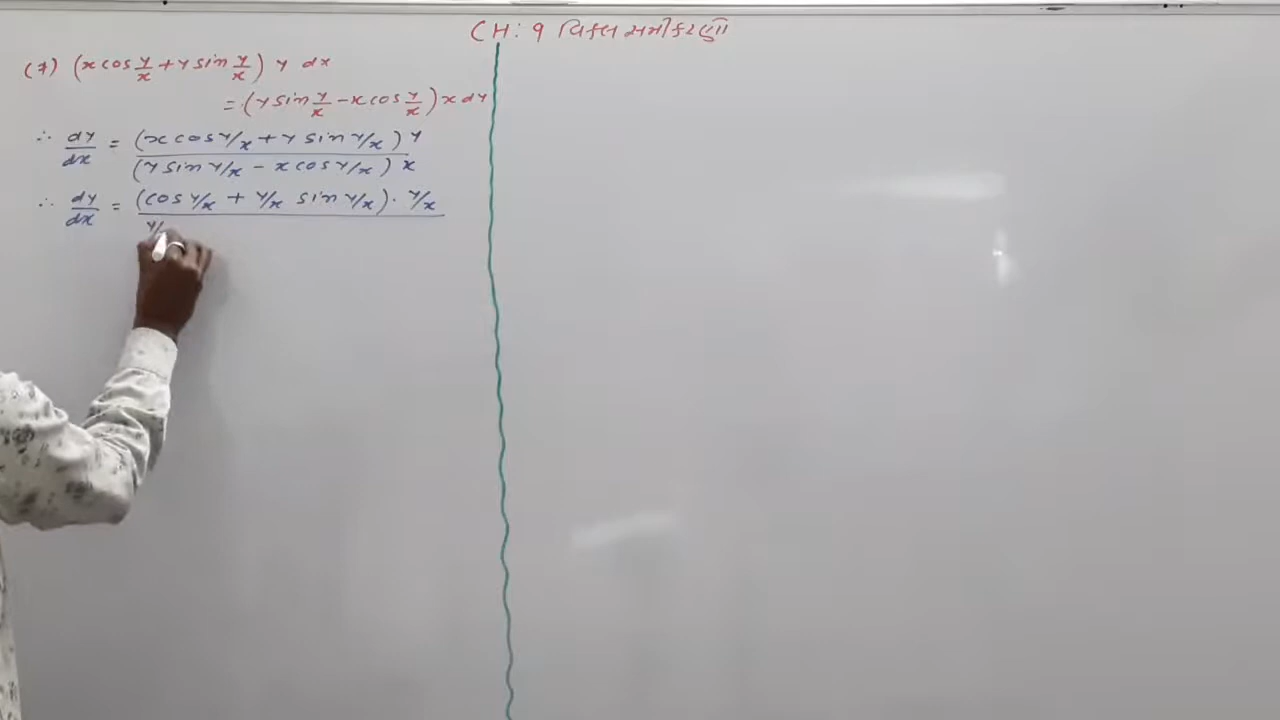 CH: 9 વિકલ સમીકરણો
(7) (x cos y/x + y sin y/x) y dx
= (y sin y/x - x cos y/x) x dy
∴ dy/dx = (x cos y/x + y sin y/x) y / (y sin y/x - x cos y/x) x
∴ dy/dx = (cos y/x + y/x sin y/x) · y/x
y/